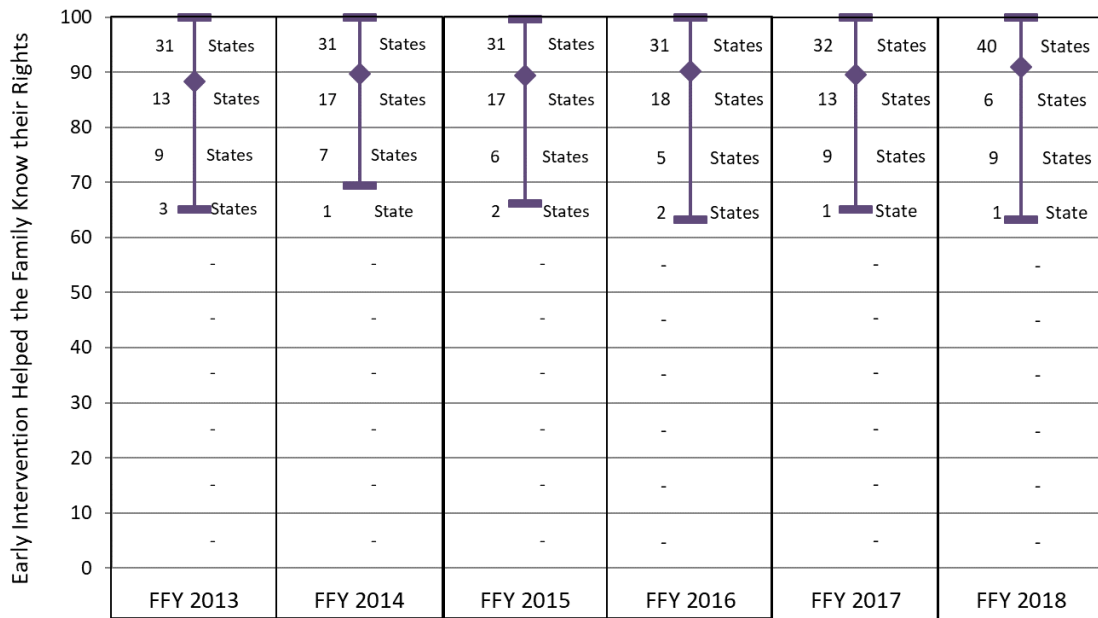 Early Intervention Helped the Family Know their Rights
100
31 States 31 States 31 States 31 States 32 States 40 States
90
13 States 17 States 17 States 18 States 13 States 6 States
80
9 States 7 States 6 States 5 States 9 States 9 States
70
3 States 1 State 2 States 2 States 1 State 1 State
60
- - - - - -
50
- - - - - -
40
- - - - - -
30
- - - - - -
20
- - - - - -
10
- - - - - -
0
FFY 2013 FFY 2014 FFY 2015 FFY 2016 FFY 2017 FFY 2018